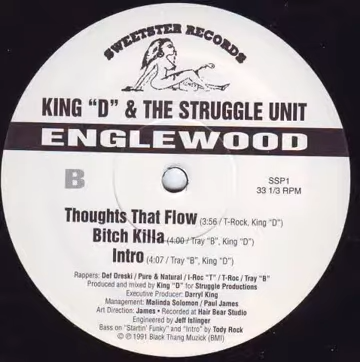 SWEETSTER RECORDS
KING "D" & THE STRUGGLE UNIT
ENGLEWOOD
B
SSP1
33 1/3 RPM
Thoughts That Flow (3:56 / T-Rock, King "D")
Bitch Killa (4:00 / Tray "B", King "D")
Intro (4:07 / Tray "B", King "D")
Rappers: Def Dreski / Pure & Natural / I-Roc "T" / T-Roc / Tray "B"
Produced and mixed by King "D" for Struggle Productions
Executive Producer: Darryl King
Management: Malinda Solomon / Paul James
Art Direction: James • Recorded at Hair Bear Studio
Engineered by Jeff Islinger
Bass on "Startin' Funky" and "Intro" by Tody Rock
© ℗ 1991 Black Thang Muzick (BMI)